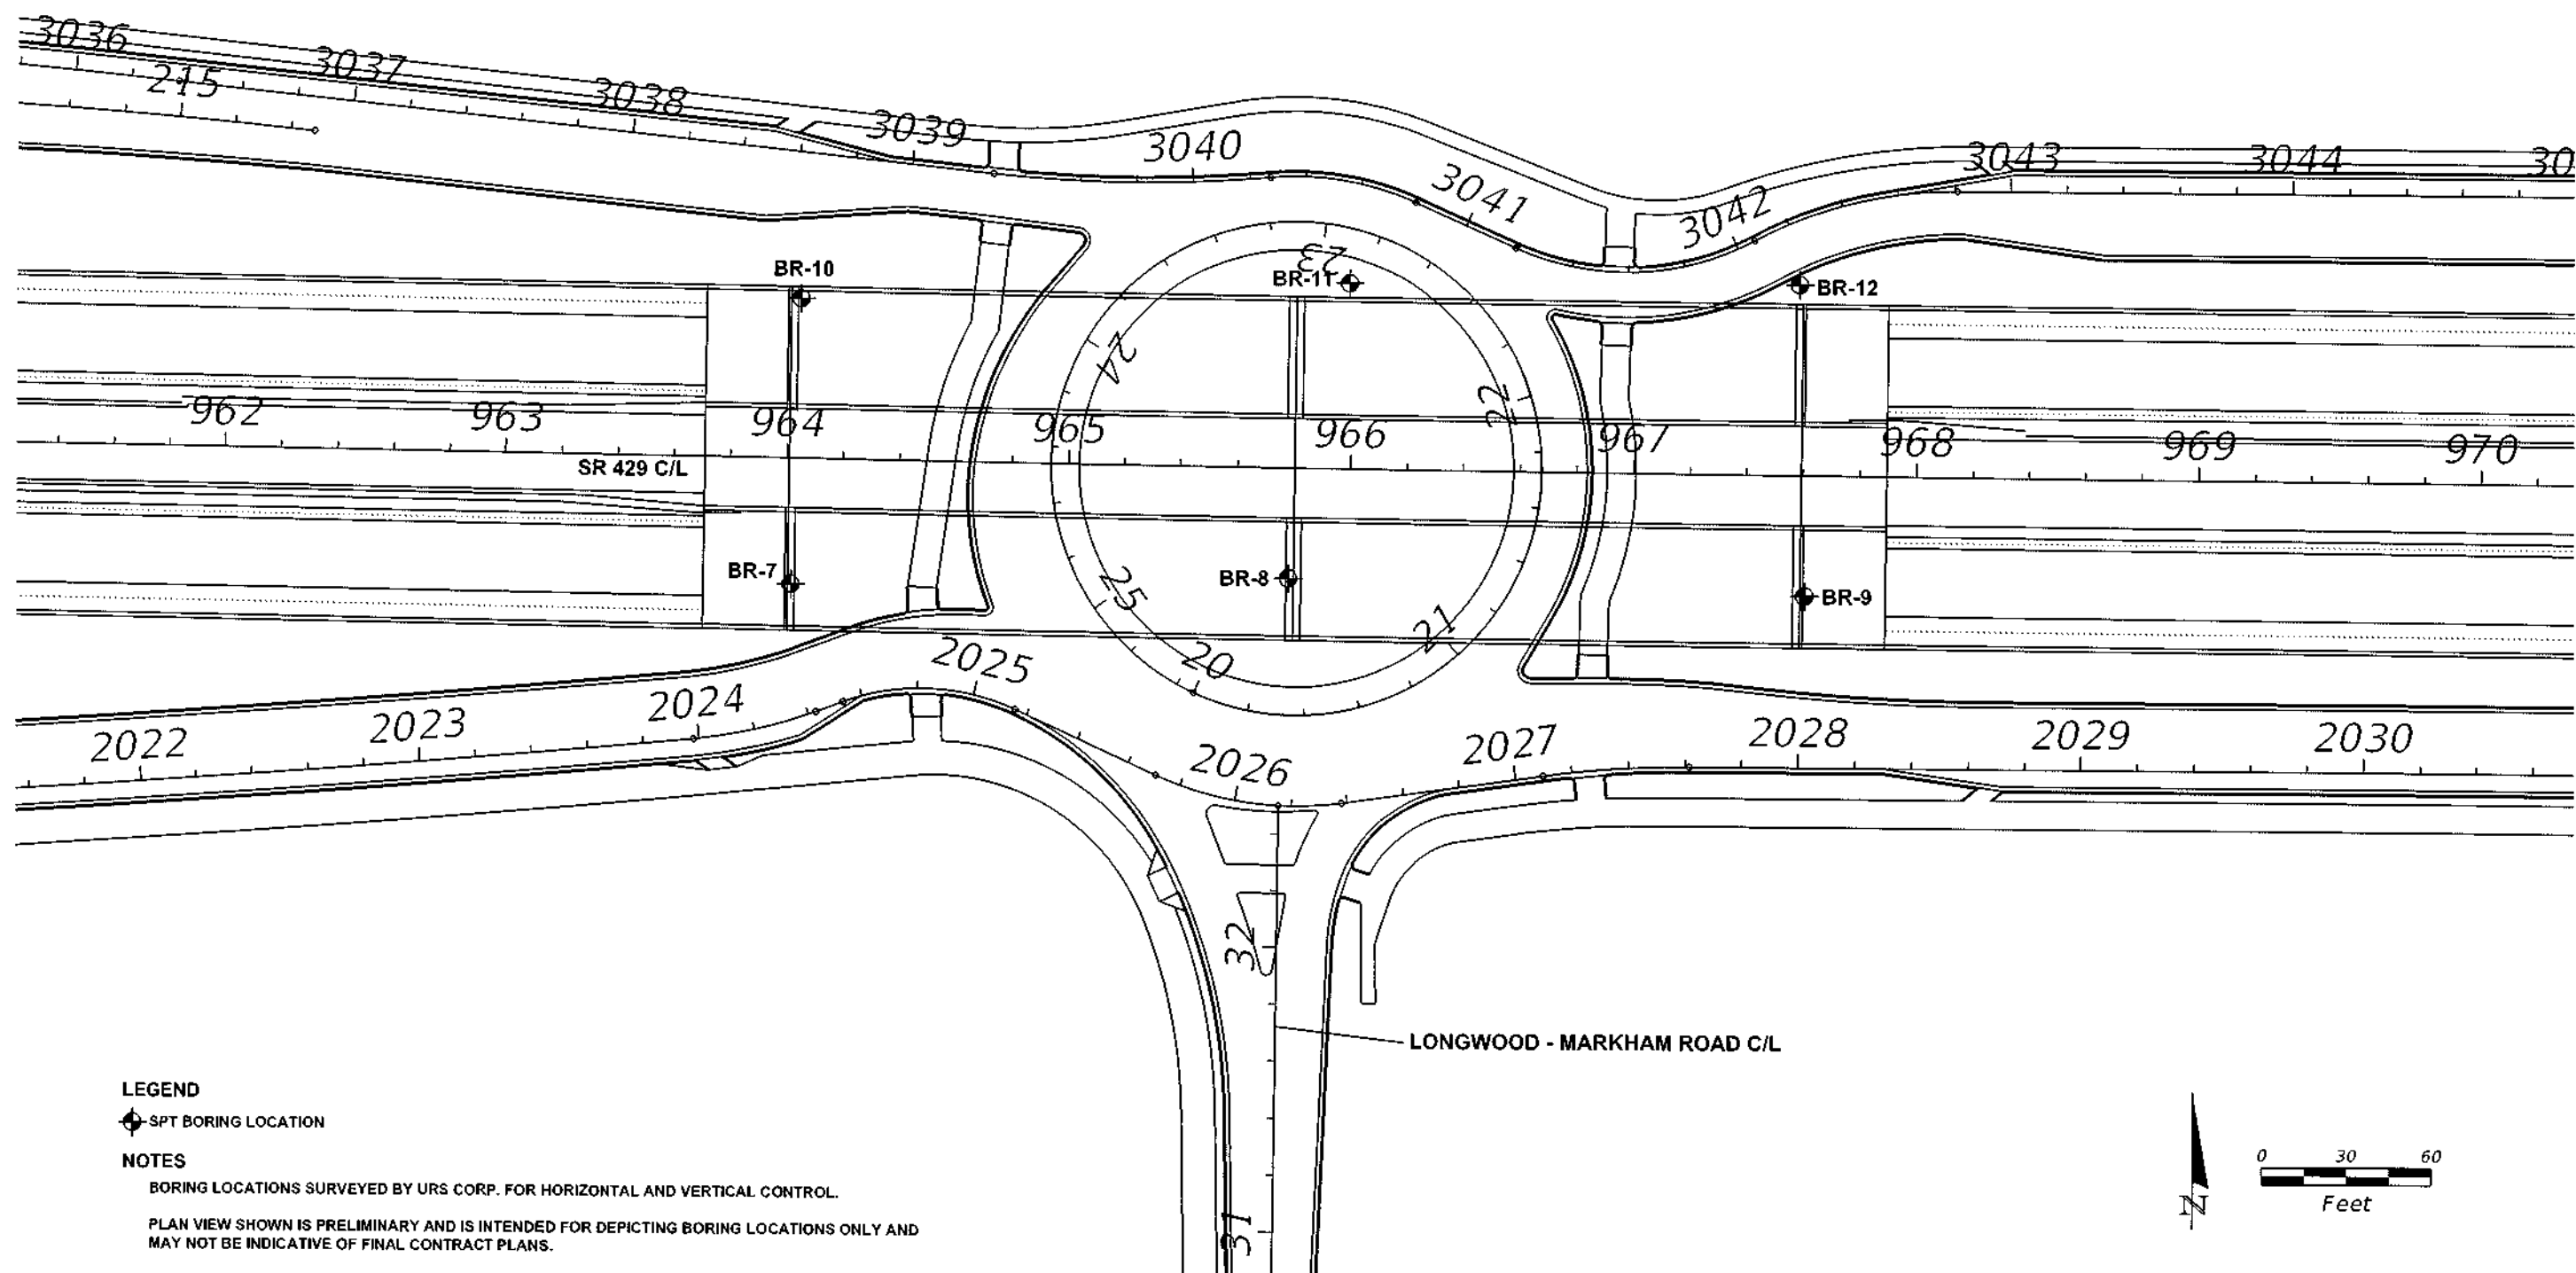 3036
3037
3038
3039
3040
3041
3042
3043
3044
30
215
23
BR-10
BR-11
BR-12
24
22
962
963
964
965
966
967
968
969
970
SR 429 C/L
BR-7
BR-8
BR-9
25
21
20
2022
2023
2024
2025
2026
2027
2028
2029
2030
32
31
LONGWOOD - MARKHAM ROAD C/L
LEGEND
SPT BORING LOCATION
NOTES
BORING LOCATIONS SURVEYED BY URS CORP. FOR HORIZONTAL AND VERTICAL CONTROL.
PLAN VIEW SHOWN IS PRELIMINARY AND IS INTENDED FOR DEPICTING BORING LOCATIONS ONLY AND
MAY NOT BE INDICATIVE OF FINAL CONTRACT PLANS.
N
0 30 60
Feet